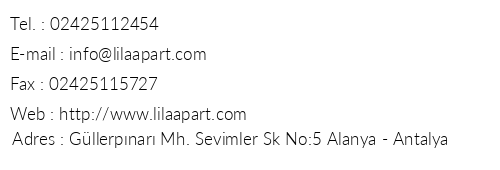 Tel. : 02425112454
E-mail : info@lilaapart.com
Fax : 02425115727
Web : http://www.lilaapart.com
Adres : Güllerpınarı Mh. Sevimler Sk No:5 Alanya - Antalya